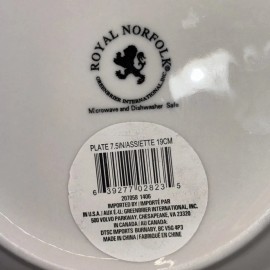 ROYAL NORFOLK®
GREENBRIER INTERNATIONAL, INC.
Microwave and Dishwasher Safe
PLATE 7.5IN/ASSIETTE 19CM
6 39277 02823 5
207058 1406
IMPORTED BY / IMPORTÉ PAR
IN U.S.A./ AUX É.-U.: GREENBRIER INTERNATIONAL, INC.
500 VOLVO PARKWAY, CHESAPEAKE, VA 23320
IN CANADA / AU CANADA:
DTSC IMPORTS BURNABY, BC V5G 4P3
MADE IN CHINA / FABRIQUÉ EN CHINE